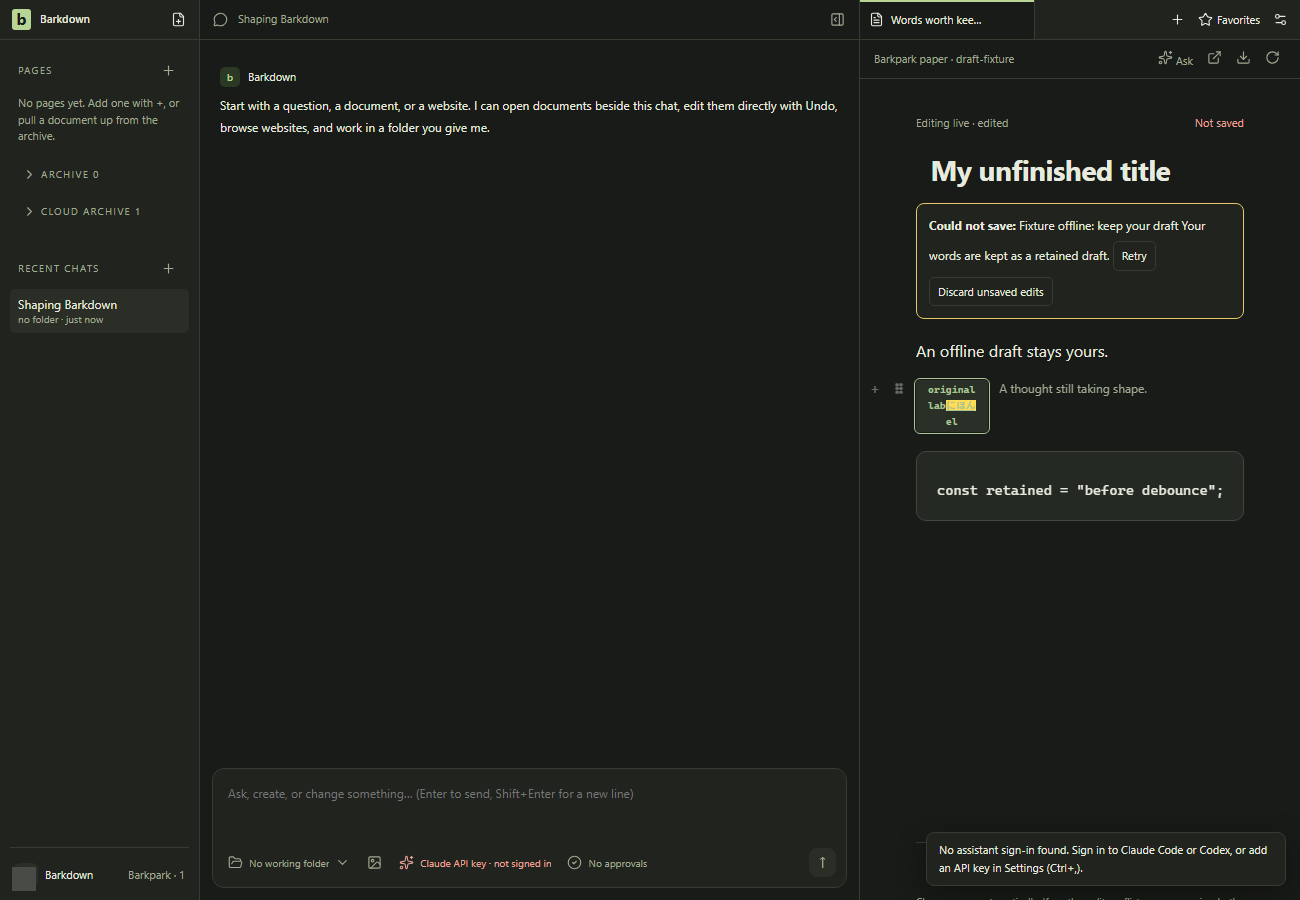 b Barkdown
PAGES
No pages yet. Add one with +, or
pull a document up from the
archive.
ARCHIVE 0
CLOUD ARCHIVE 1
RECENT CHATS
Shaping Barkdown
no folder · just now
Barkdown
Barkpark · 1
Shaping Barkdown
b Barkdown
Start with a question, a document, or a website. I can open documents beside this chat, edit them directly with Undo,
browse websites, and work in a folder you give me.
Ask, create, or change something... (Enter to send, Shift+Enter for a new line)
No working folder
Claude API key · not signed in
No approvals
Words worth kee...
Favorites
Barkpark paper · draft-fixture
Ask
Editing live · edited
Not saved
My unfinished title
Could not save: Fixture offline: keep your draft Your
words are kept as a retained draft. Retry
Discard unsaved edits
An offline draft stays yours.
original
labにほん
el
A thought still taking shape.
const retained = "before debounce";
No assistant sign-in found. Sign in to Claude Code or Codex, or add
an API key in Settings (Ctrl+,).